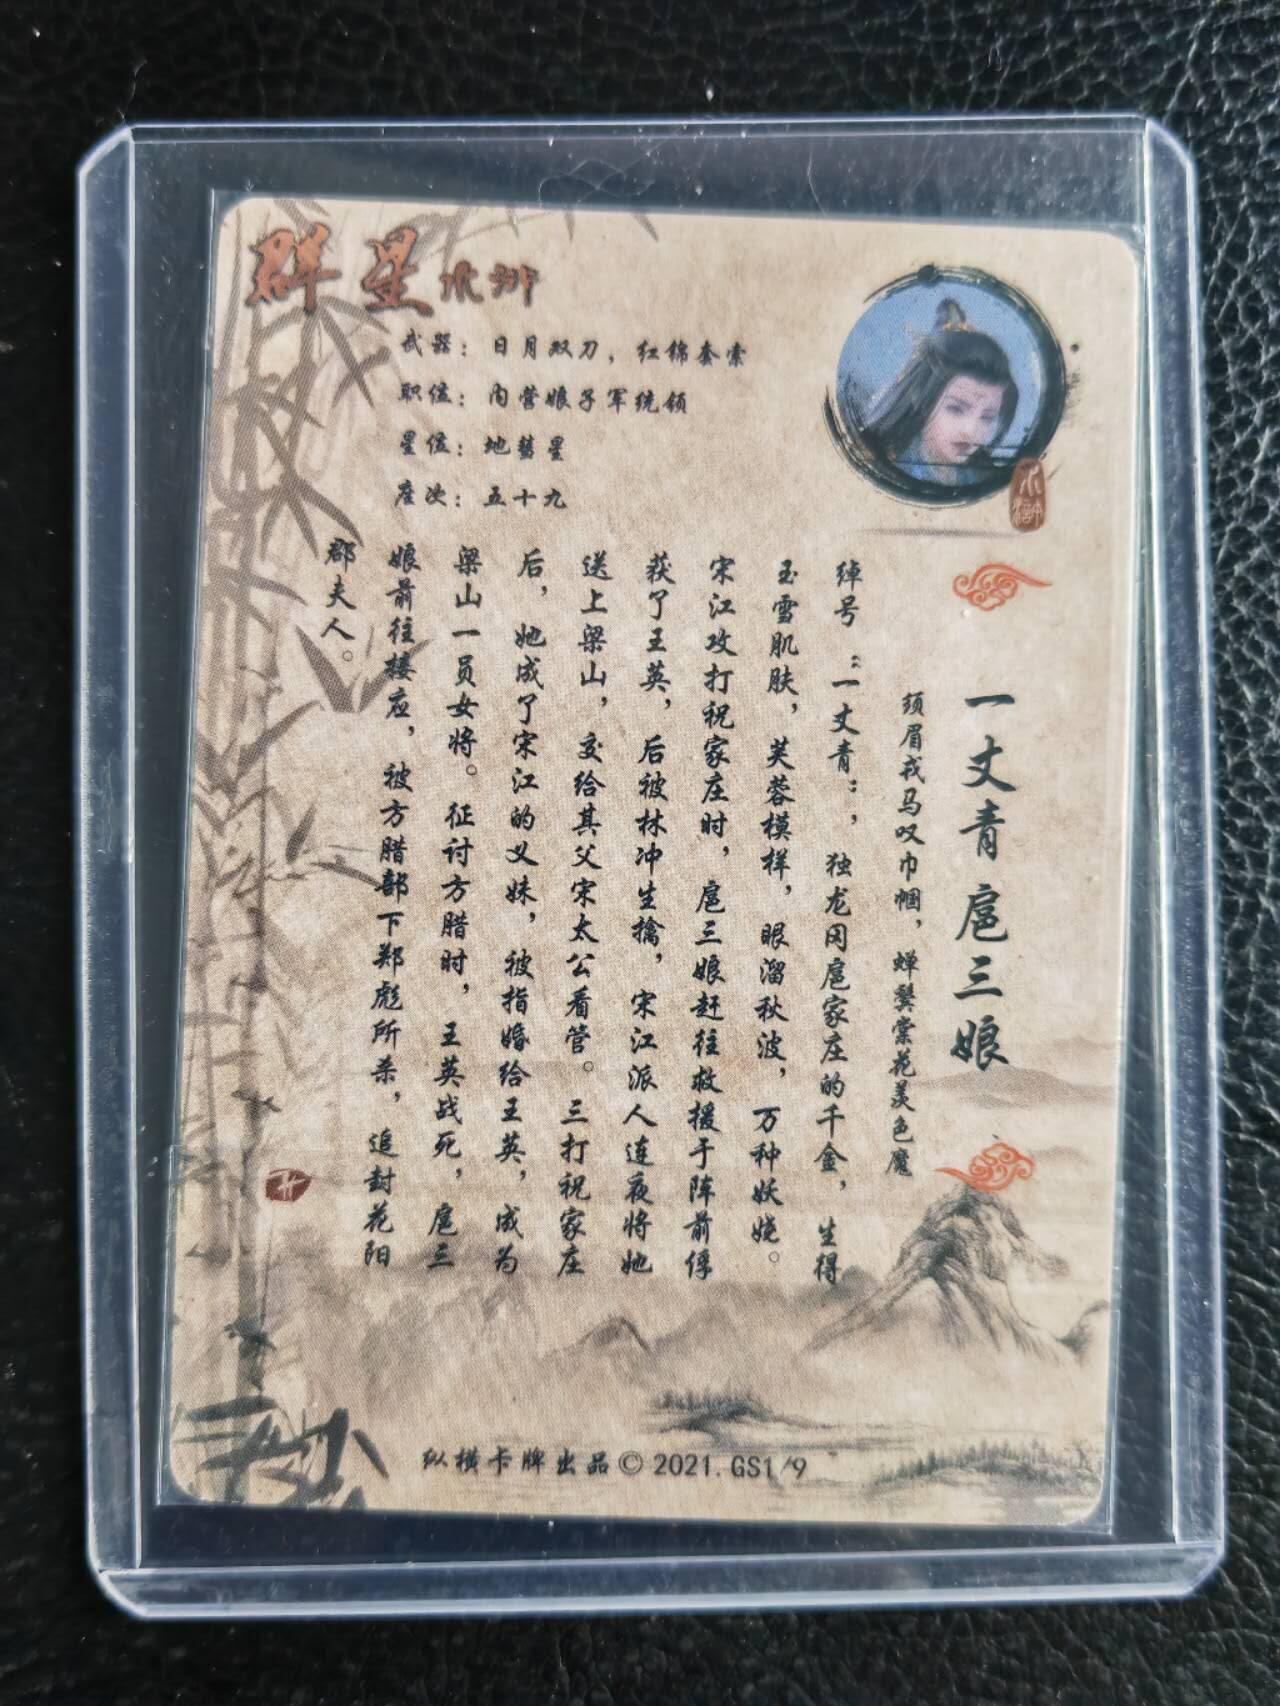 群星水浒
武器：日月双刀，红锦套索
职位：内营娘子军统领
星位：地彗星
座次：五十九
水浒
一丈青扈三娘
须眉戎马叹巾帼，蝉鬓棠花羡色魔
绰号：一丈青：，独龙冈扈家庄的千金，生得
玉雪肌肤，芙蓉模样，眼溜秋波，万种妖娆。
宋江攻打祝家庄时，扈三娘赶往救援于阵前俘
获了王英，后被林冲生擒，宋江派人连夜将她
送上梁山，交给其父宋太公看管。三打祝家庄
后，她成了宋江的义妹，被指婚给王英，成为
梁山一员女将。征讨方腊时，王英战死，扈三
娘前往接应，被方腊部下郑彪所杀，追封花阳
郡夫人。
纵横卡牌出品©2021.GS1/9